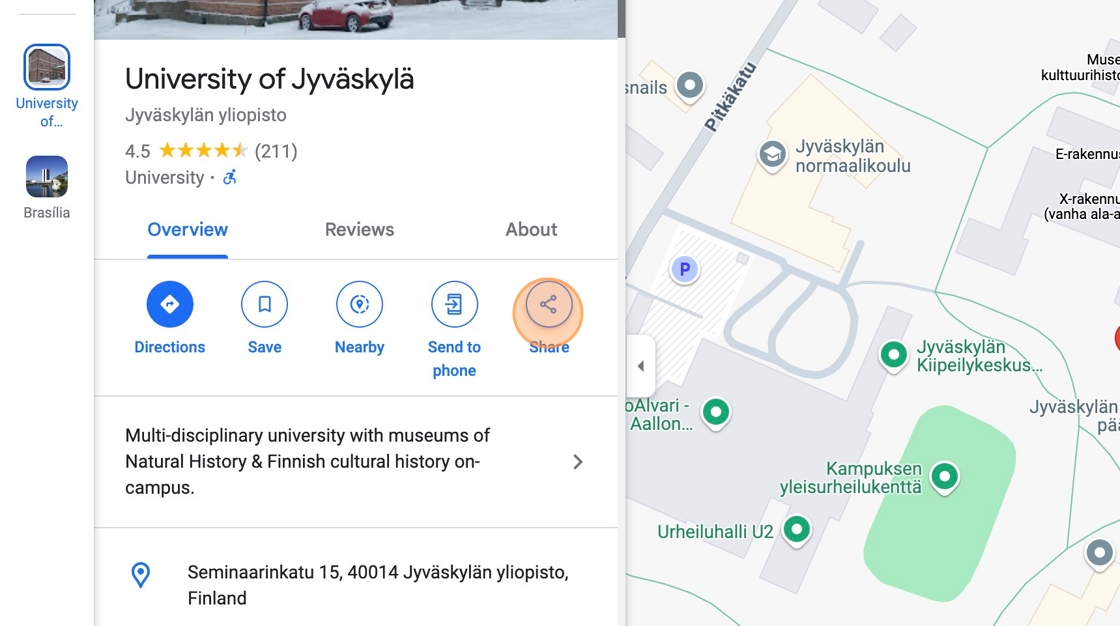 University
of...
Brasília
University of Jyväskylä
Jyväskylän yliopisto
4.5 (211)
University ·
Overview
Reviews
About
Directions
Save
Nearby
Send to
phone
Share
Multi-disciplinary university with museums of
Natural History & Finnish cultural history on-
campus.
Seminaarinkatu 15, 40014 Jyväskylän yliopisto,
Finland
snails
Pitkäkatu
Jyväskylän
normaalikoulu
P
Muse
kulttuurihisto
E-rakennus
X-rakennu
(vanha ala-a
Jyväskylän
Kiipeilykeskus...
oAlvari -
Aallon...
Jyväskylän
pää
Kampuksen
yleisurheilukenttä
Urheiluhalli U2